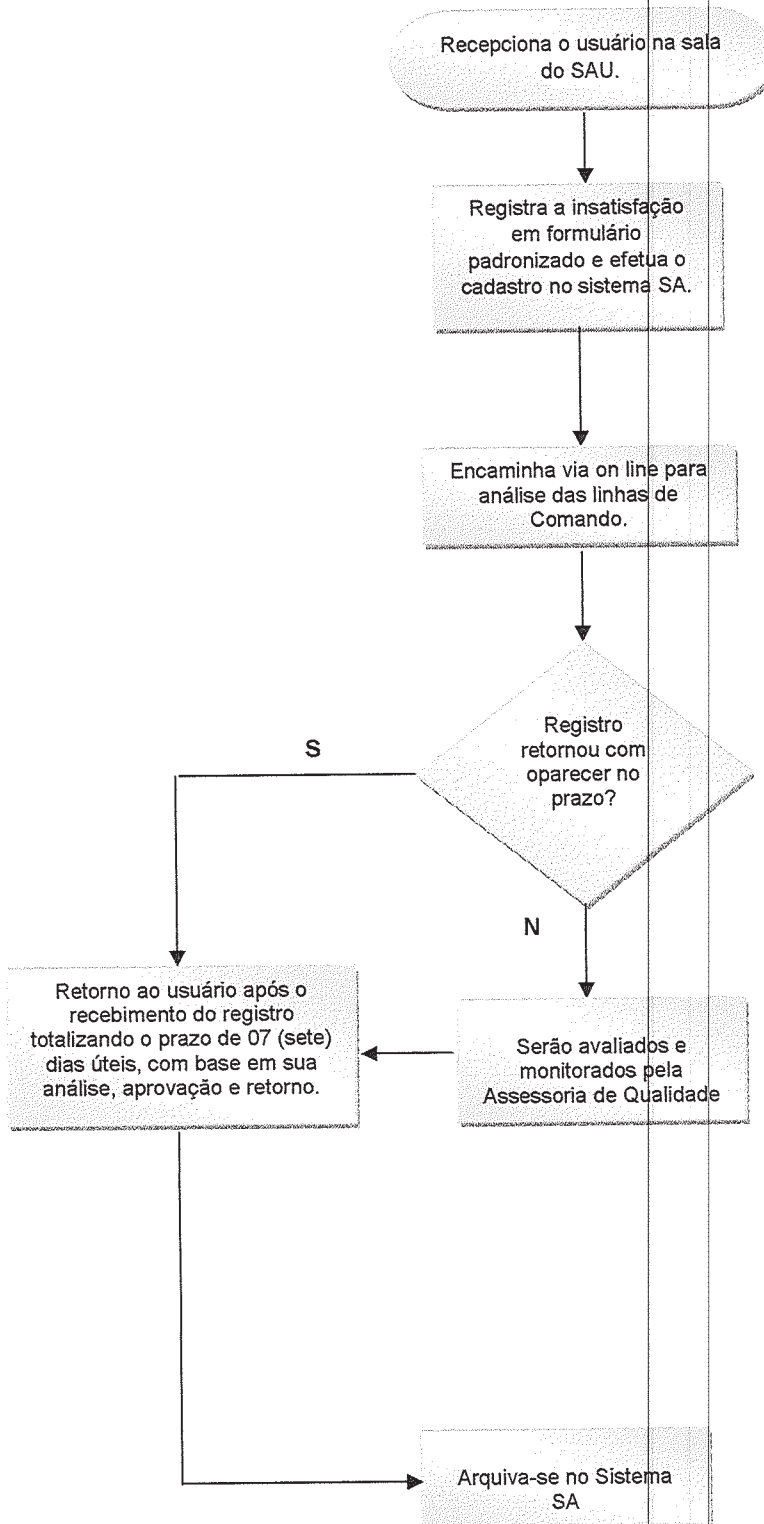 Recepciona o usuário na sala
do SAU.
Registra a insatisfação
em formulário
padronizado e efetua o
cadastro no sistema SA.
Encaminha via on line para
análise das linhas de
Comando.
Registro
retornou com
oparecer no
prazo?
S
N
Retorno ao usuário após o
recebimento do registro
totalizando o prazo de 07 (sete)
dias úteis, com base em sua
análise, aprovação e retorno.
Serão avaliados e
monitorados pela
Assessoria de Qualidade
Arquiva-se no Sistema
SA